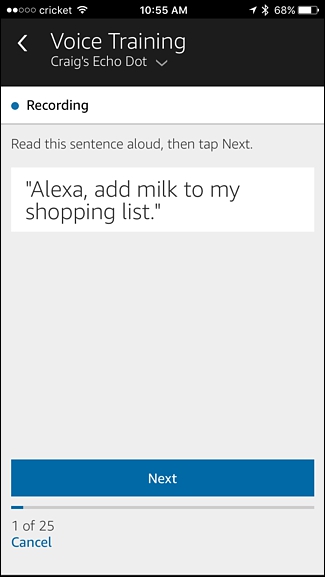 cricket 10:55 AM 68%
Voice Training
Craig's Echo Dot
Recording
Read this sentence aloud, then tap Next.
"Alexa, add milk to my
shopping list."
Next
1 of 25
Cancel